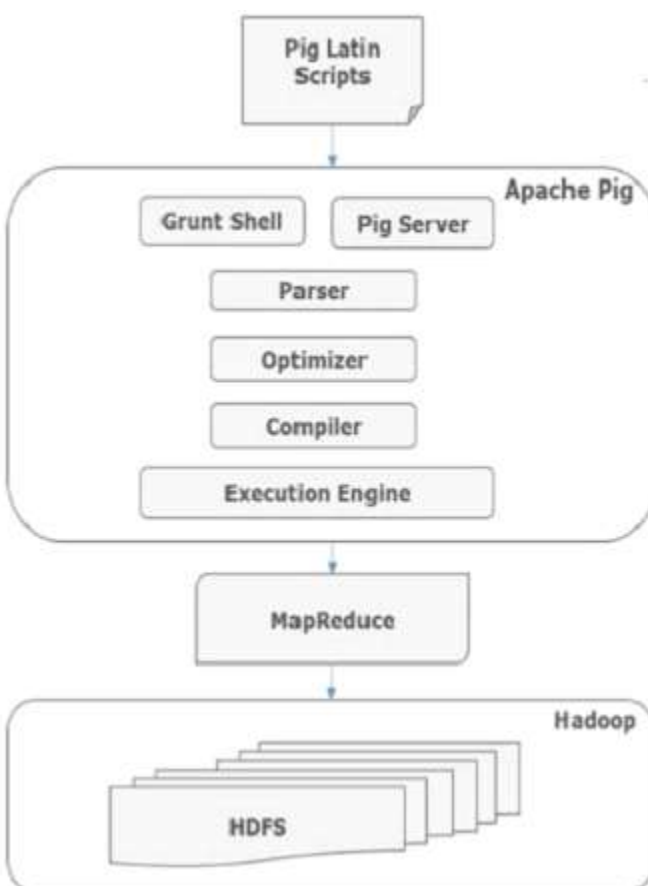 Pig Latin
Scripts
Apache Pig
Grunt Shell
Pig Server
Parser
Optimizer
Compiler
Execution Engine
MapReduce
Hadoop
HDFS